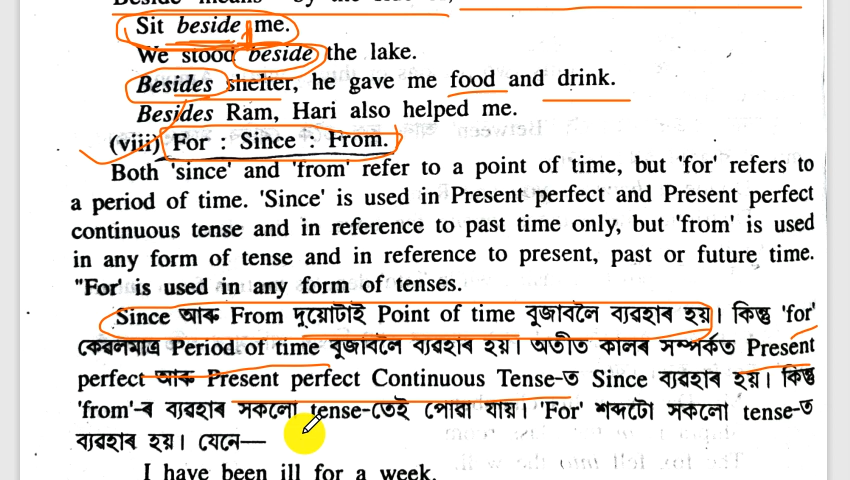 Sit beside me.
We stood beside the lake.
Besides shelter, he gave me food and drink.
Besides Ram, Hari also helped me.
(viii) For : Since : From.
Both 'since' and 'from' refer to a point of time, but 'for' refers to
a period of time. 'Since' is used in Present perfect and Present perfect
continuous tense and in reference to past time only, but 'from' is used
in any form of tense and in reference to present, past or future time.
"For' is used in any form of tenses.
Since আৰু From দুয়োটাই Point of time বুজাবলৈ ব্যৱহাৰ হয়। কিন্তু 'for'
কেৱলমাত্ৰ Period of time বুজাবলৈ ব্যৱহাৰ হয়। অতীত কালৰ সম্পৰ্কত Present
perfect আৰু Present perfect Continuous Tense-ত Since ব্যৱহাৰ হয়। কিন্তু
'from'-ৰ ব্যৱহাৰ সকলো tense-তেই পোৱা যায়। 'For' শব্দটো সকলো tense-ত
ব্যৱহাৰ হয়। যেনে—
I have been ill for a week.